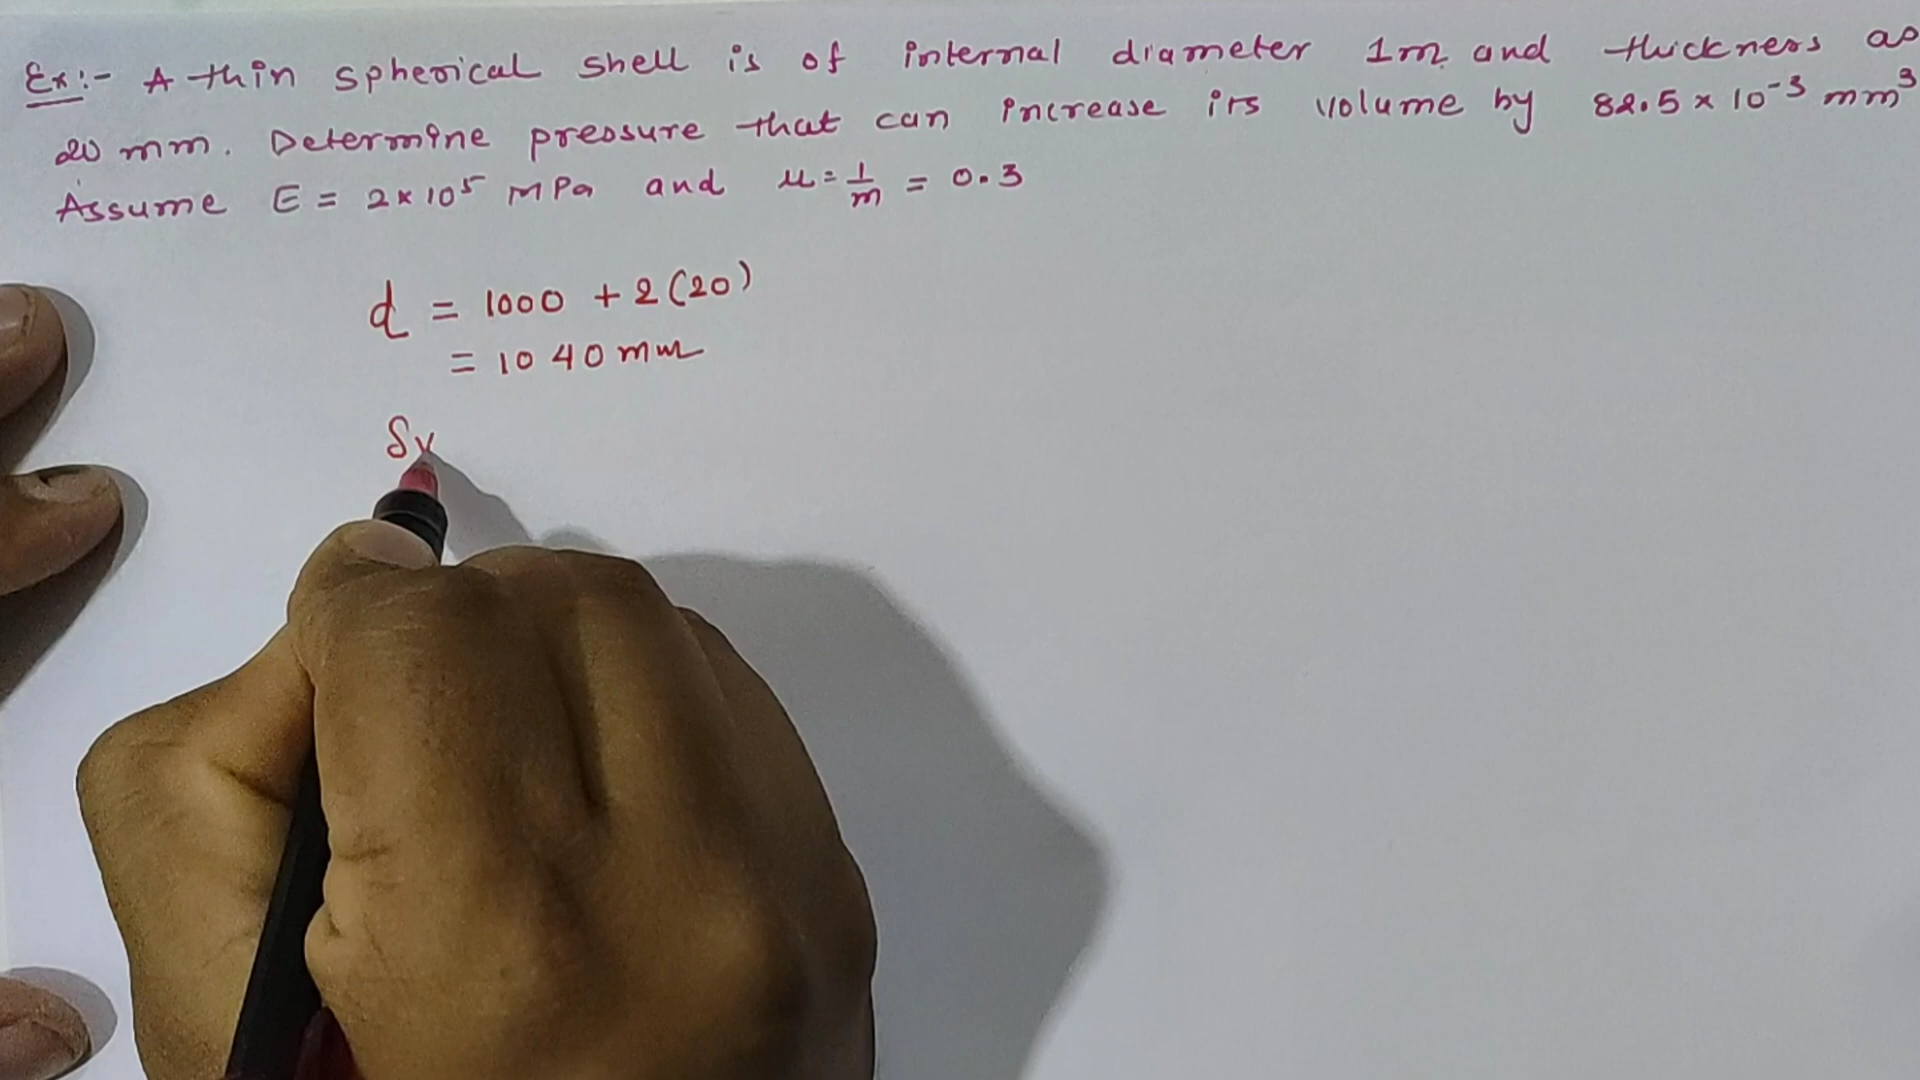 Ex:- A thin spherical shell is of internal diameter 1m and thickness as
20 mm. Determine pressure that can increase its volume by 82.5 × 10⁻³ mm³
Assume E = 2×10⁵ MPa and μ = 1/m = 0.3
d = 1000 + 2(20)
= 1040 mm
δv